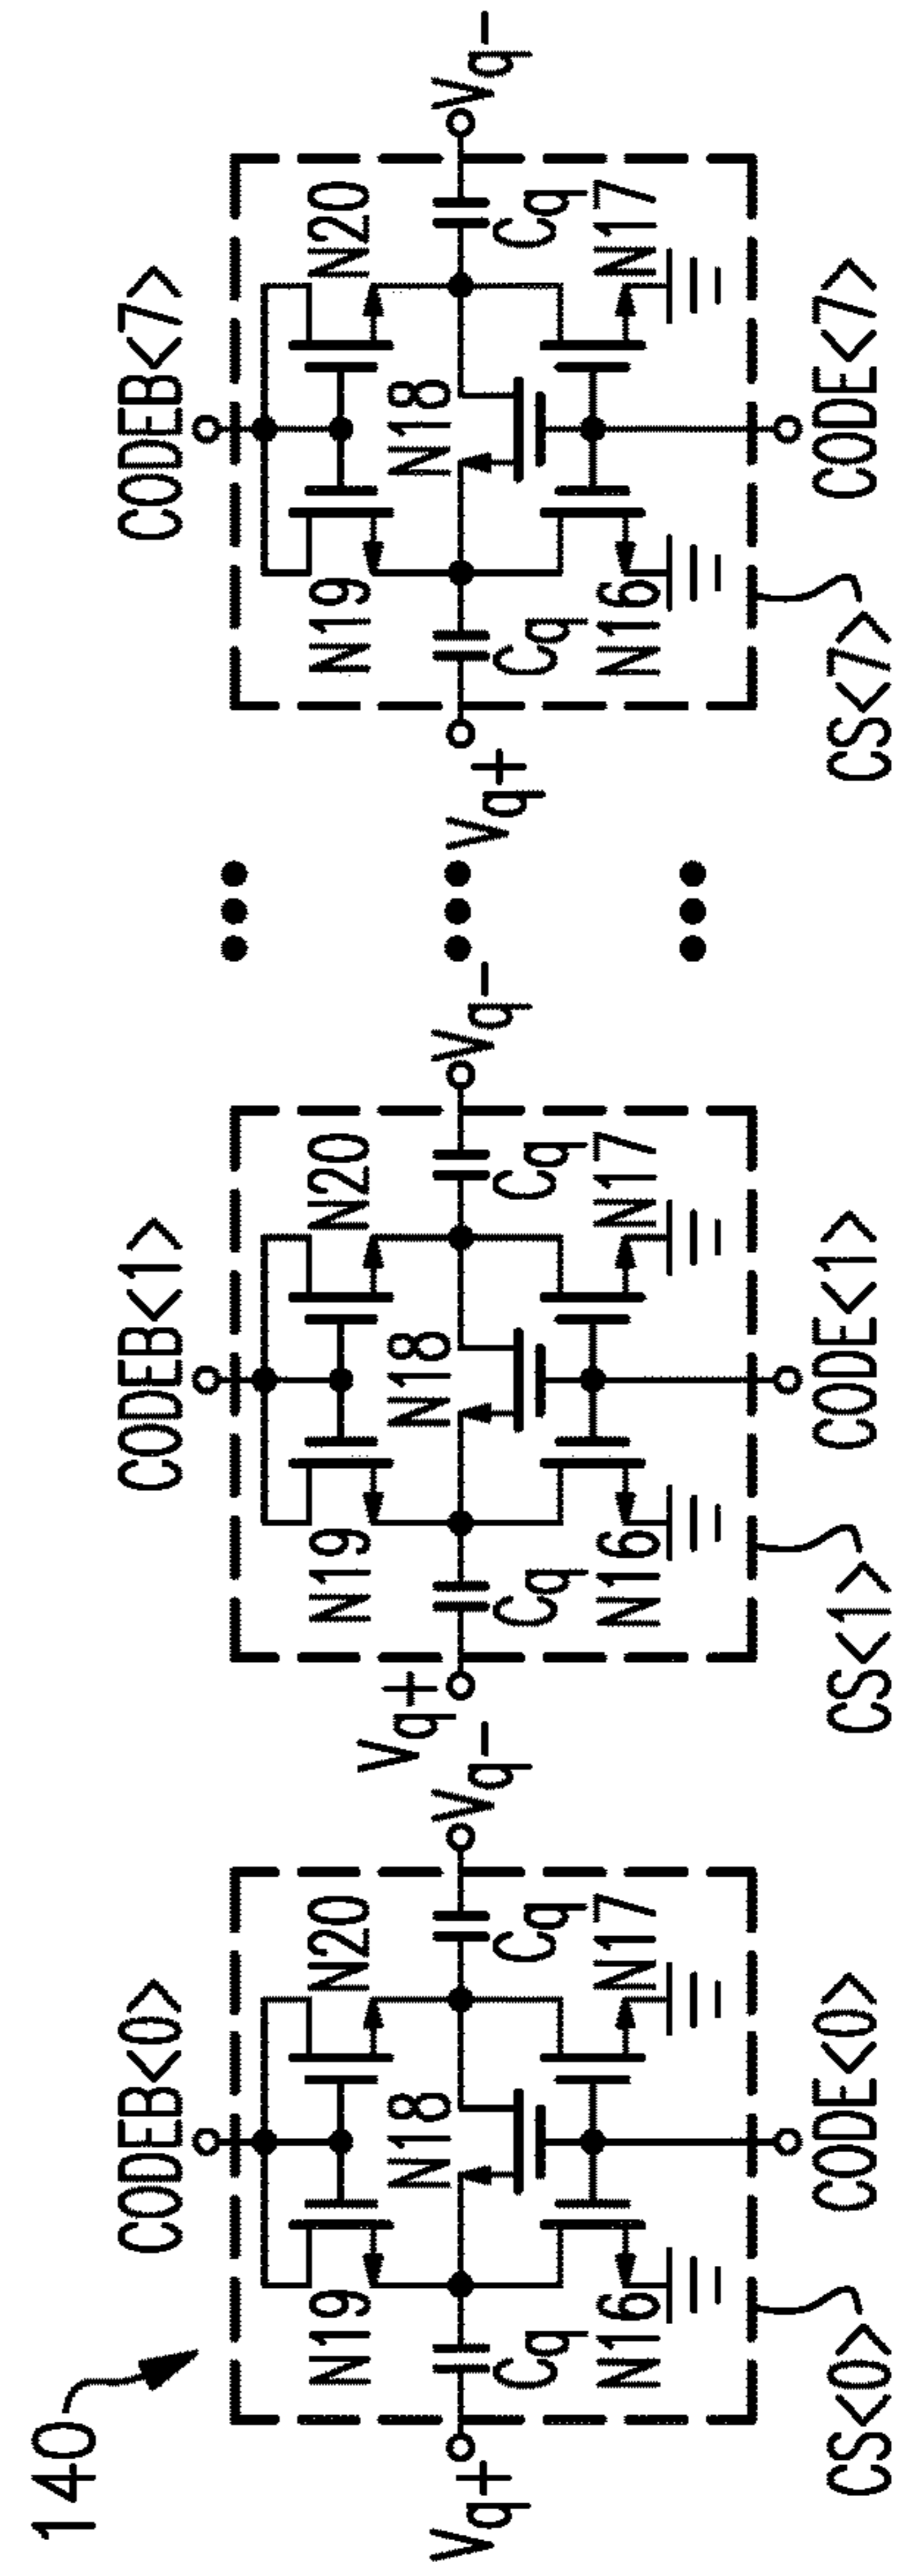 140
CODEB<0>
CODEB<1>
CODEB<7>
N19 N20
N19 N20
N19 N20
N18
N18
N18
Vq+ Vq-
Vq+ Vq-
Vq+ Vq-
Cq Cq
Cq Cq
Cq Cq
N16 N17
N16 N17
N16 N17
CODE<0>
CODE<1>
CODE<7>
CS<0>
CS<1>
CS<7>